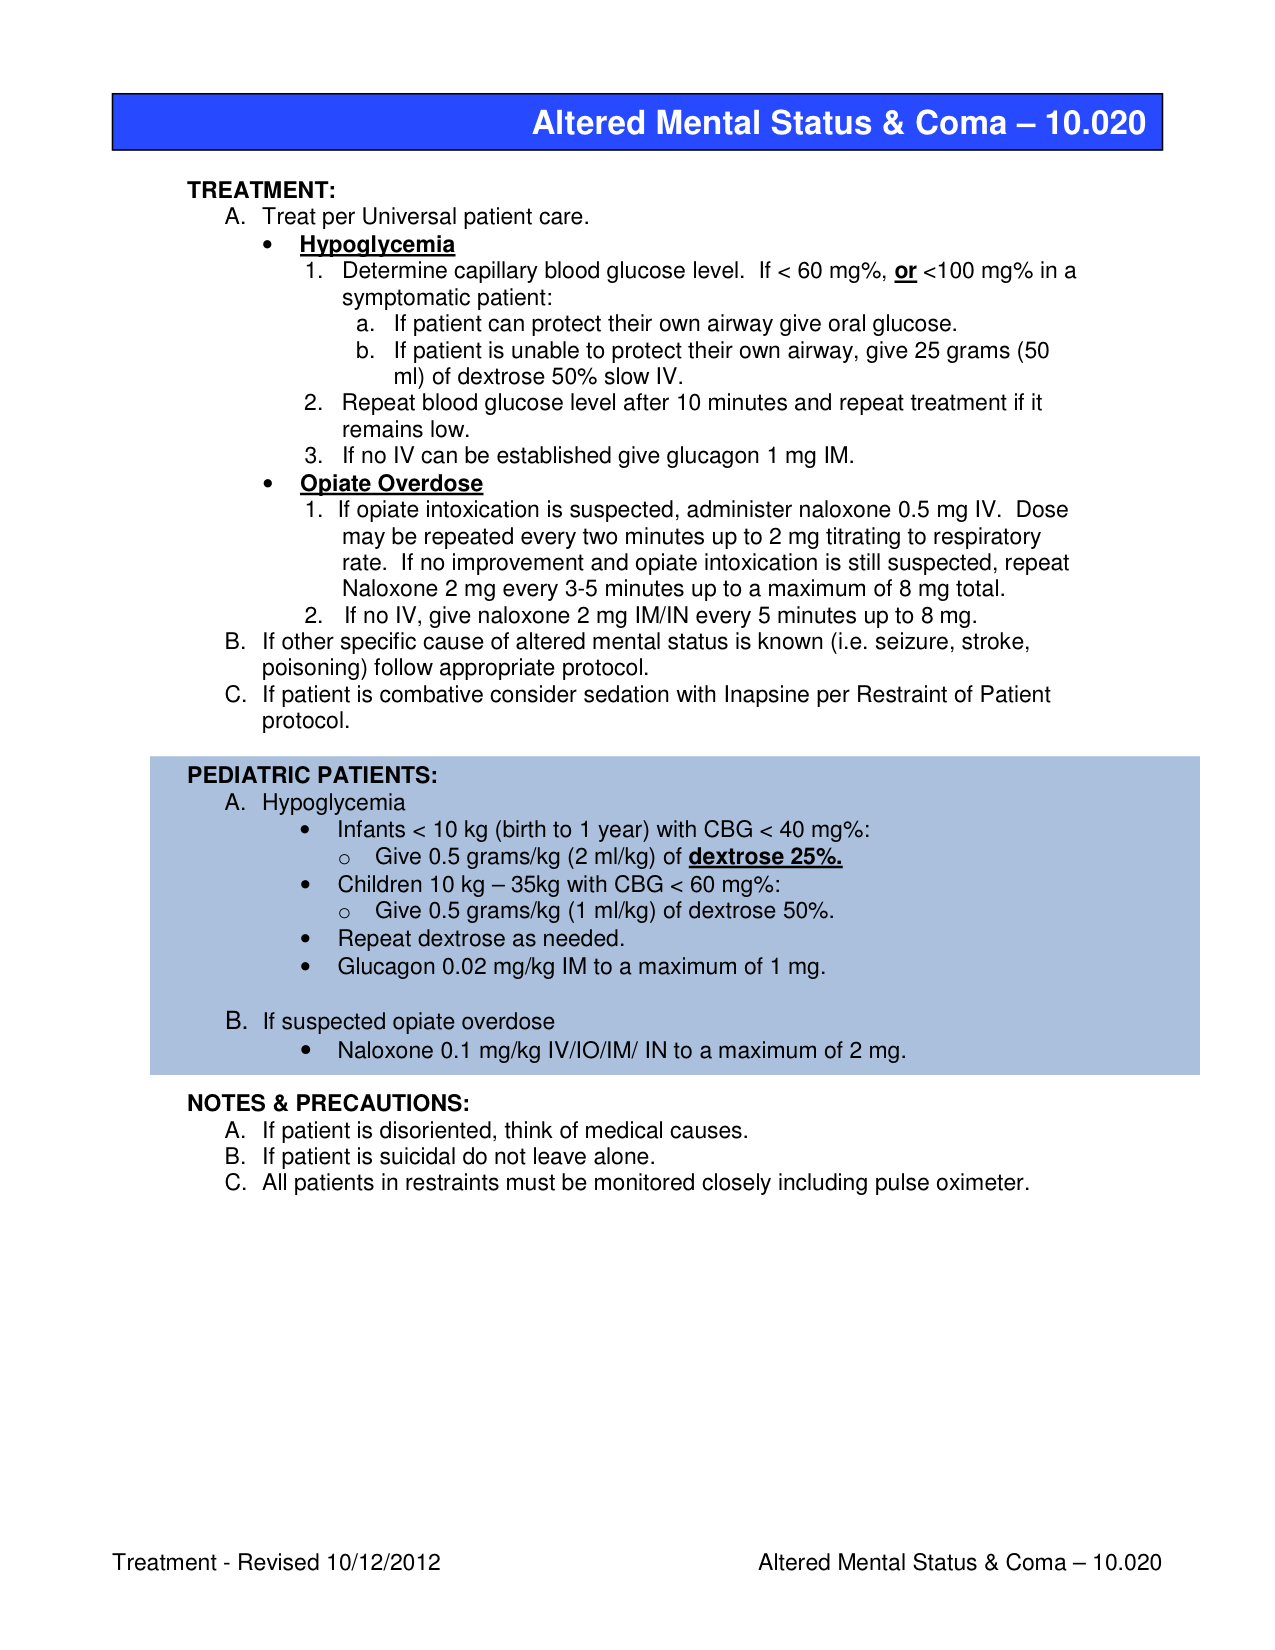 Altered Mental Status & Coma – 10.020
TREATMENT:
A. Treat per Universal patient care.
• Hypoglycemia
1. Determine capillary blood glucose level. If < 60 mg%, or <100 mg% in a
symptomatic patient:
a. If patient can protect their own airway give oral glucose.
b. If patient is unable to protect their own airway, give 25 grams (50
ml) of dextrose 50% slow IV.
2. Repeat blood glucose level after 10 minutes and repeat treatment if it
remains low.
3. If no IV can be established give glucagon 1 mg IM.
• Opiate Overdose
1. If opiate intoxication is suspected, administer naloxone 0.5 mg IV. Dose
may be repeated every two minutes up to 2 mg titrating to respiratory
rate. If no improvement and opiate intoxication is still suspected, repeat
Naloxone 2 mg every 3-5 minutes up to a maximum of 8 mg total.
2. If no IV, give naloxone 2 mg IM/IN every 5 minutes up to 8 mg.
B. If other specific cause of altered mental status is known (i.e. seizure, stroke,
poisoning) follow appropriate protocol.
C. If patient is combative consider sedation with Inapsine per Restraint of Patient
protocol.
PEDIATRIC PATIENTS:
A. Hypoglycemia
• Infants < 10 kg (birth to 1 year) with CBG < 40 mg%:
o Give 0.5 grams/kg (2 ml/kg) of dextrose 25%.
• Children 10 kg – 35kg with CBG < 60 mg%:
o Give 0.5 grams/kg (1 ml/kg) of dextrose 50%.
• Repeat dextrose as needed.
• Glucagon 0.02 mg/kg IM to a maximum of 1 mg.
B. If suspected opiate overdose
• Naloxone 0.1 mg/kg IV/IO/IM/ IN to a maximum of 2 mg.
NOTES & PRECAUTIONS:
A. If patient is disoriented, think of medical causes.
B. If patient is suicidal do not leave alone.
C. All patients in restraints must be monitored closely including pulse oximeter.
Treatment - Revised 10/12/2012 Altered Mental Status & Coma – 10.020